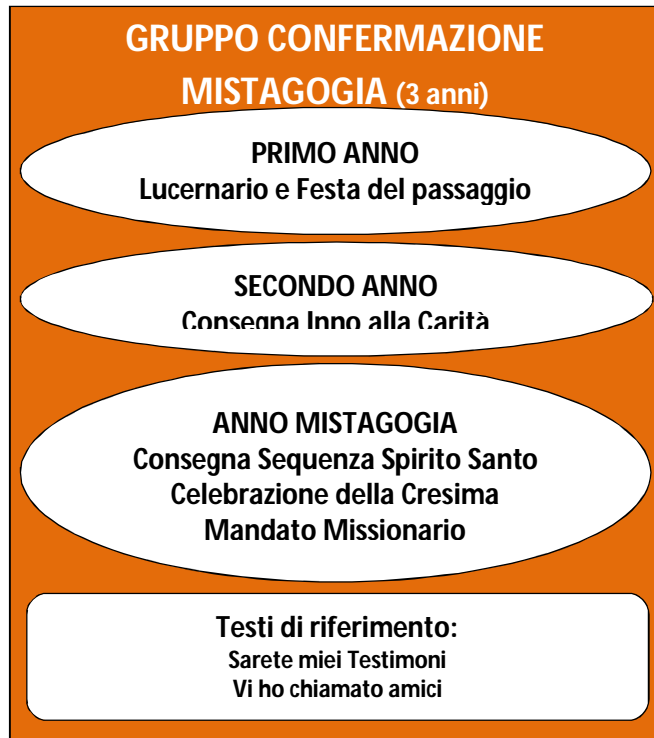 GRUPPO CONFERMAZIONE
MISTAGOGIA (3 anni)
PRIMO ANNO
Lucernario e Festa del passaggio
SECONDO ANNO
Consegna Inno alla Carità
ANNO MISTAGOGIA
Consegna Sequenza Spirito Santo
Celebrazione della Cresima
Mandato Missionario
Testi di riferimento:
Sarete miei Testimoni
Vi ho chiamato amici